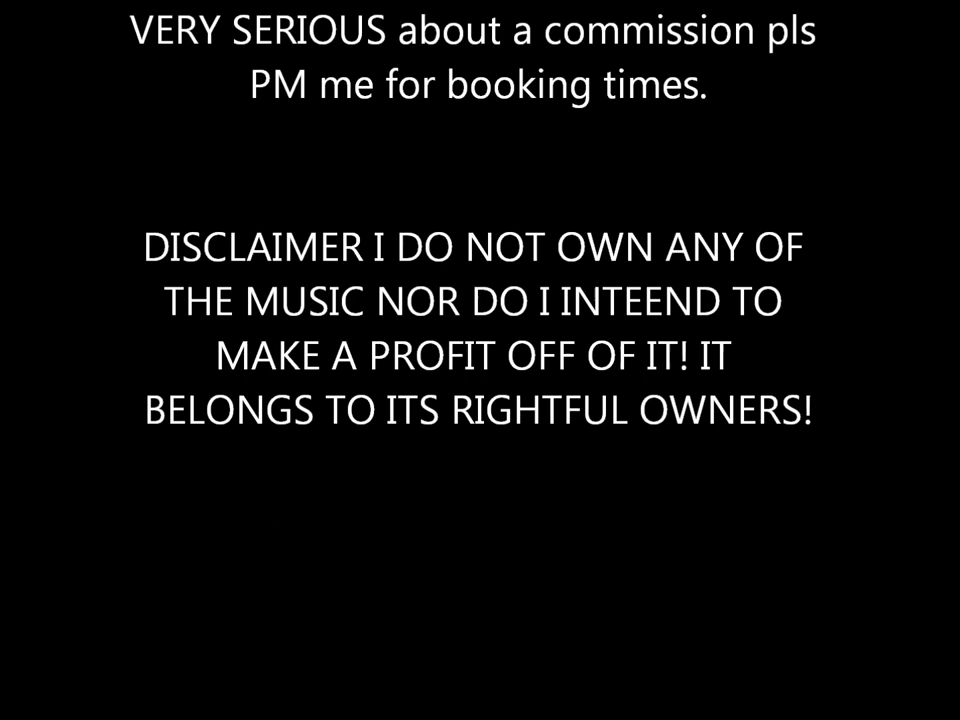 VERY SERIOUS about a commission pls
PM me for booking times.
DISCLAIMER I DO NOT OWN ANY OF
THE MUSIC NOR DO I INTEEND TO
MAKE A PROFIT OFF OF IT! IT
BELONGS TO ITS RIGHTFUL OWNERS!